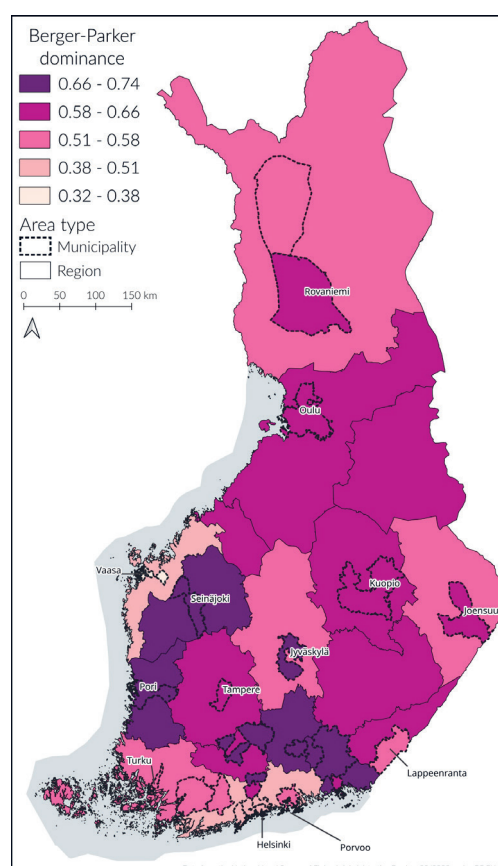 Berger-Parker
dominance
0.66 - 0.74
0.58 - 0.66
0.51 - 0.58
0.38 - 0.51
0.32 - 0.38
Area type
Municipality
Region
0 50 100 150 km
Rovaniemi
Oulu
Vaasa
Kuopio
Seinäjoki
Joensuu
Jyväskylä
Pori
Tampere
Turku
Lappeenranta
Helsinki
Porvoo